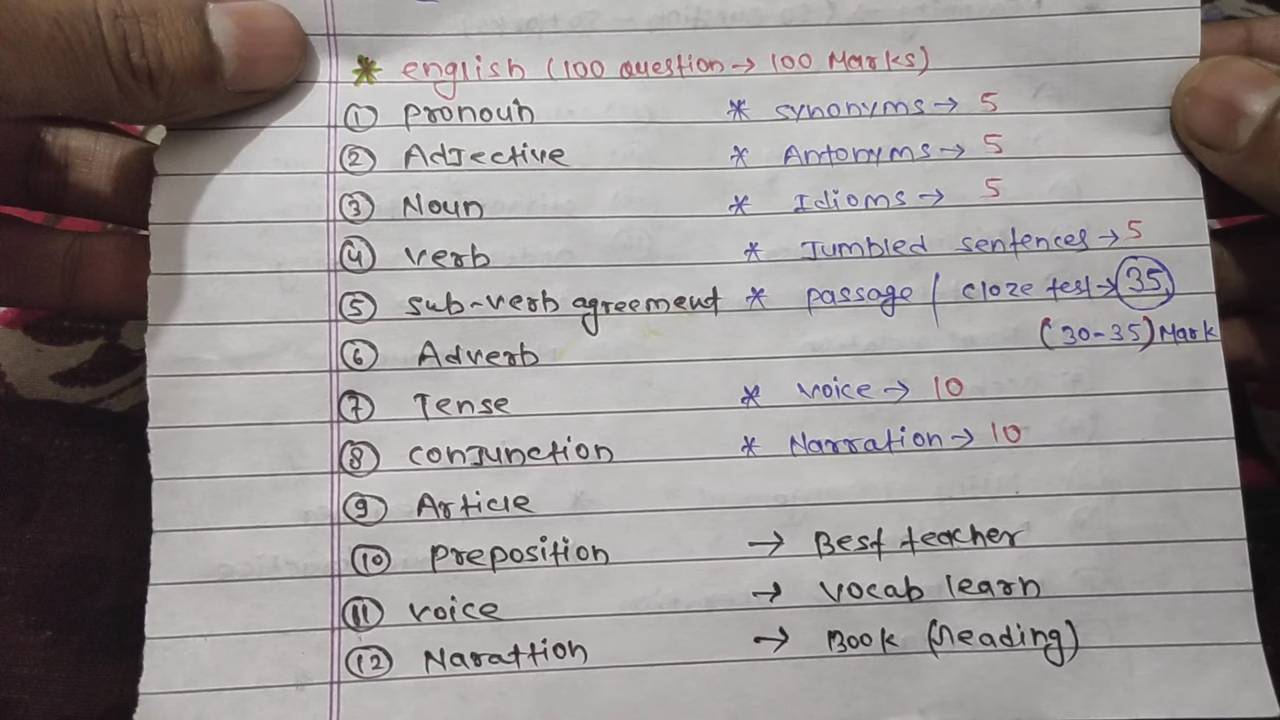 * english (100 question → 100 Marks)
① pronoun * synonyms → 5
② Adjective * Antonyms → 5
③ Noun * Idioms → 5
④ verb * Jumbled sentences → 5
⑤ sub-verb agreement * passage / cloze test → 35
(30-35) Mark
⑥ Adverb
⑦ Tense * voice → 10
⑧ conjunction * Narration → 10
⑨ Article
⑩ preposition → Best teacher
⑪ voice → vocab learn
⑫ Narattion → Book (Reading)